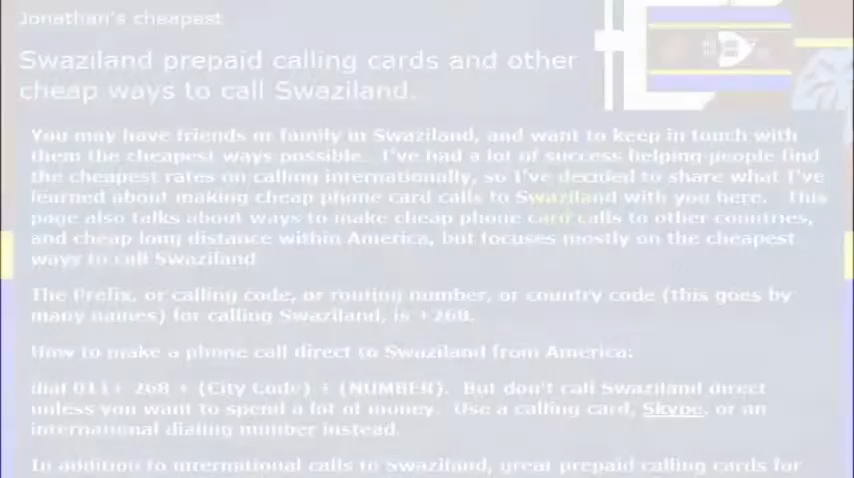 Jonathan's cheapest
Swaziland prepaid calling cards and other
cheap ways to call Swaziland.
You may have friends or family in Swaziland, and want to keep in touch with
them the cheapest ways possible. I've had a lot of success helping people find
the cheapest rates on calling internationally, so I've decided to share what I've
learned about making cheap phone card calls to Swaziland with you here. This
page also talks about ways to make cheap phone card calls to other countries,
and cheap long distance within America, but focuses mostly on the cheapest
ways to call Swaziland
The Prefix, or calling code, or routing number, or country code (this goes by
many names) for calling Swaziland, is +268.
How to make a phone call direct to Swaziland from America:
dial 011+ 268 + (City Code) + (NUMBER). But don't call Swaziland direct
unless you want to spend a lot of money. Use a calling card, Skype, or an
international dialing number instead.
In addition to international calls to Swaziland, great prepaid calling cards for